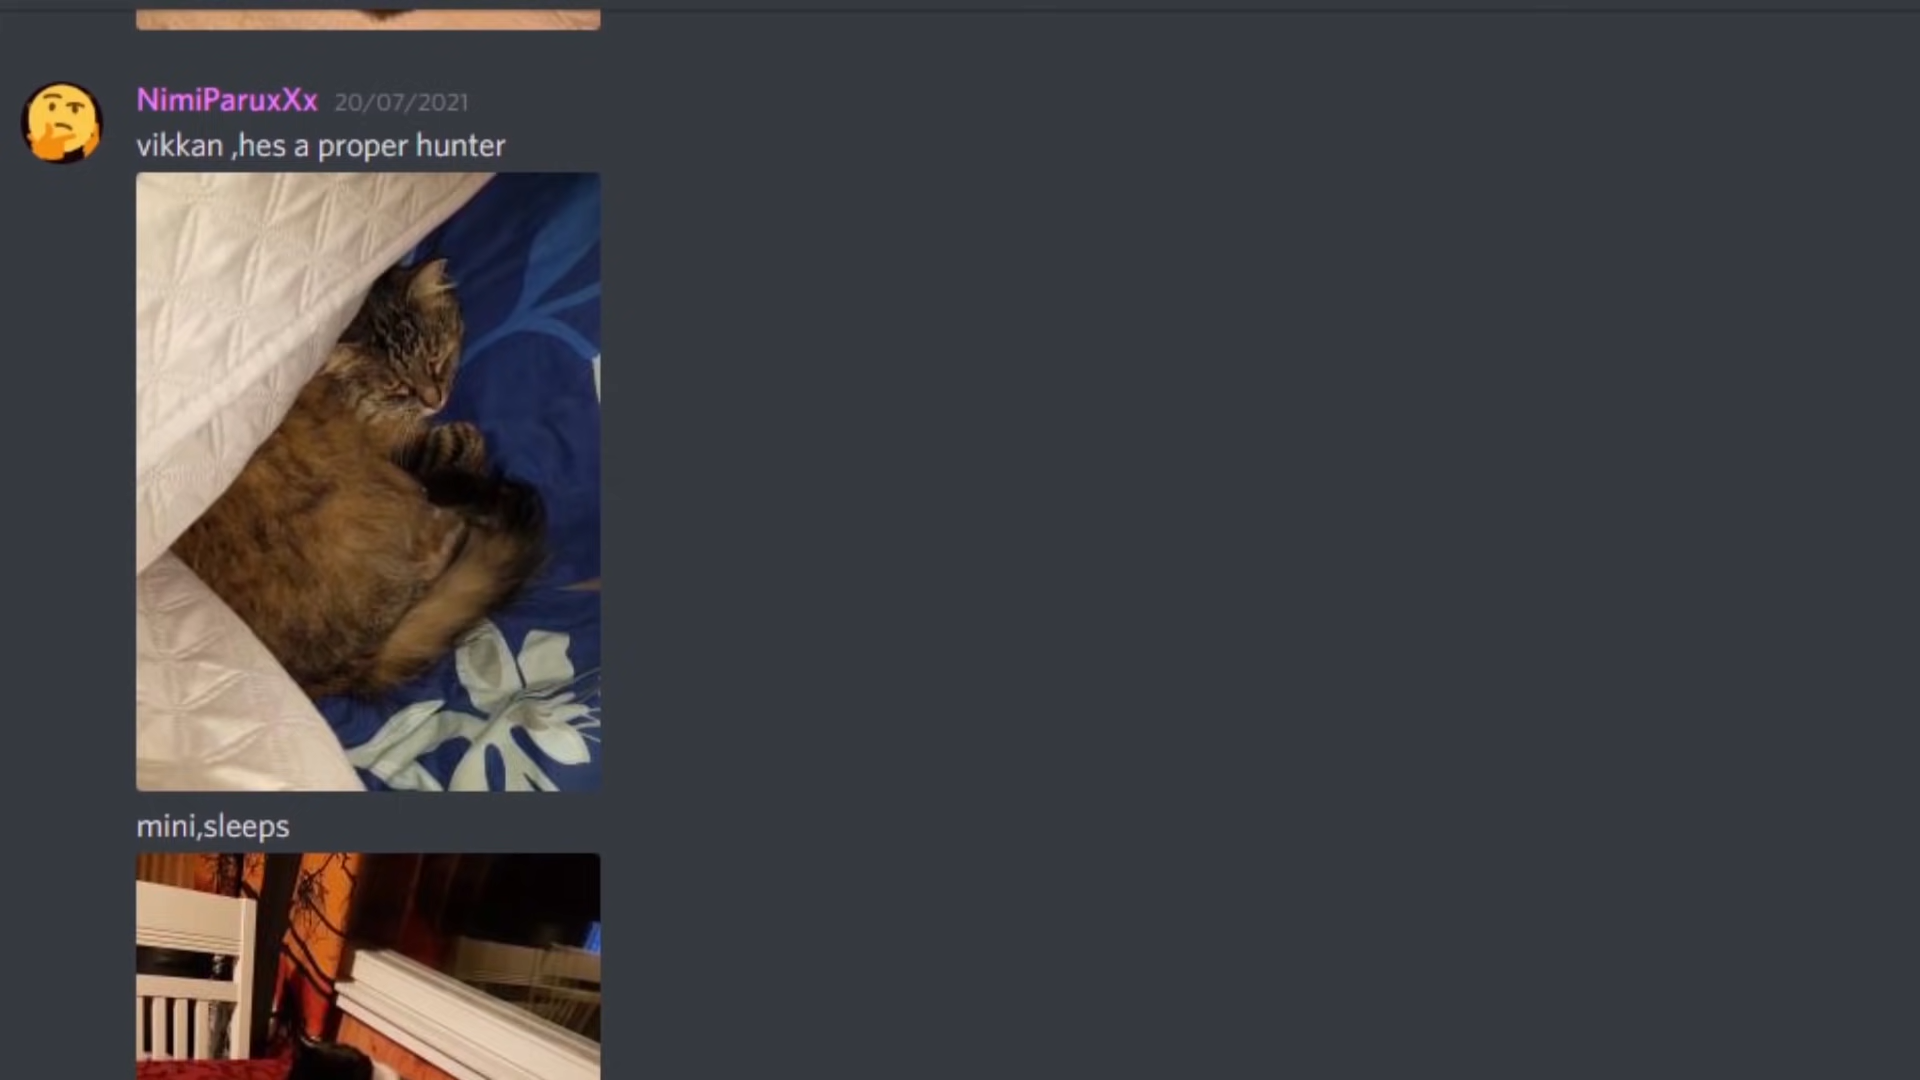 NimiParuxXx 20/07/2021
vikkan ,hes a proper hunter
mini,sleeps